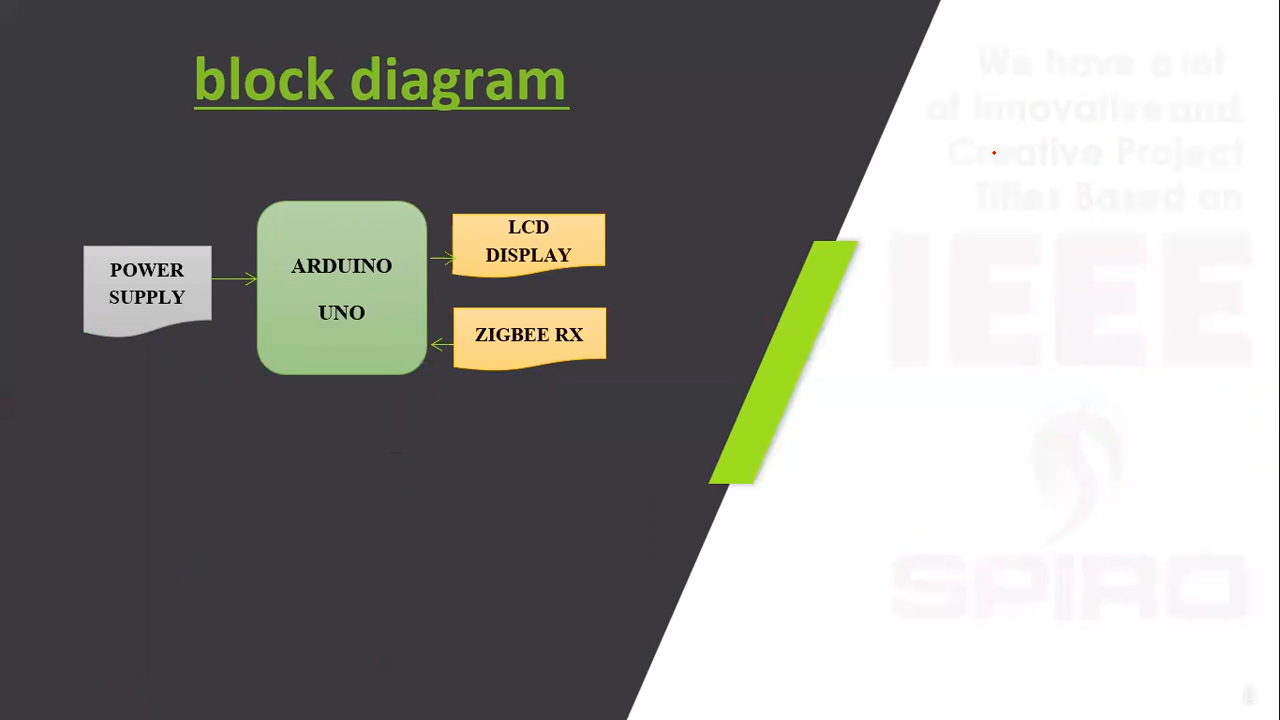 block diagram
POWER
SUPPLY
ARDUINO
UNO
LCD
DISPLAY
ZIGBEE RX
We have a lot
of Innovative and
Creative Project
Titles Based on
IEEE
SPIRO